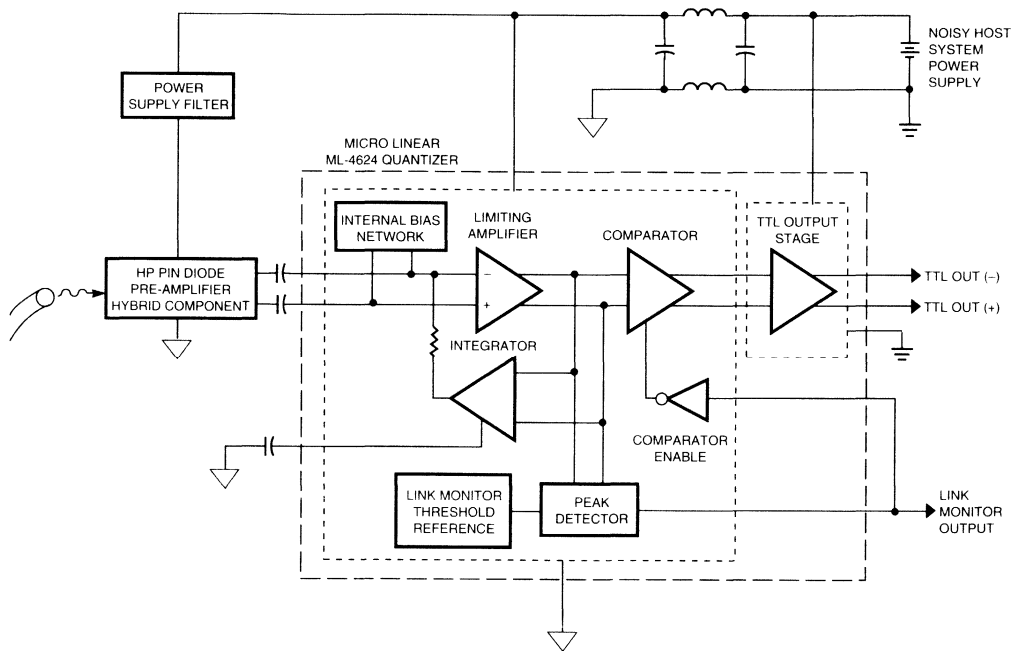 NOISY HOST
SYSTEM
POWER
SUPPLY
POWER
SUPPLY FILTER
MICRO LINEAR
ML-4624 QUANTIZER
INTERNAL BIAS
NETWORK
LIMITING
AMPLIFIER
COMPARATOR
TTL OUTPUT
STAGE
HP PIN DIODE
PRE-AMPLIFIER
HYBRID COMPONENT
−
+
TTL OUT (−)
TTL OUT (+)
INTEGRATOR
COMPARATOR
ENABLE
LINK MONITOR
THRESHOLD
REFERENCE
PEAK
DETECTOR
LINK
MONITOR
OUTPUT